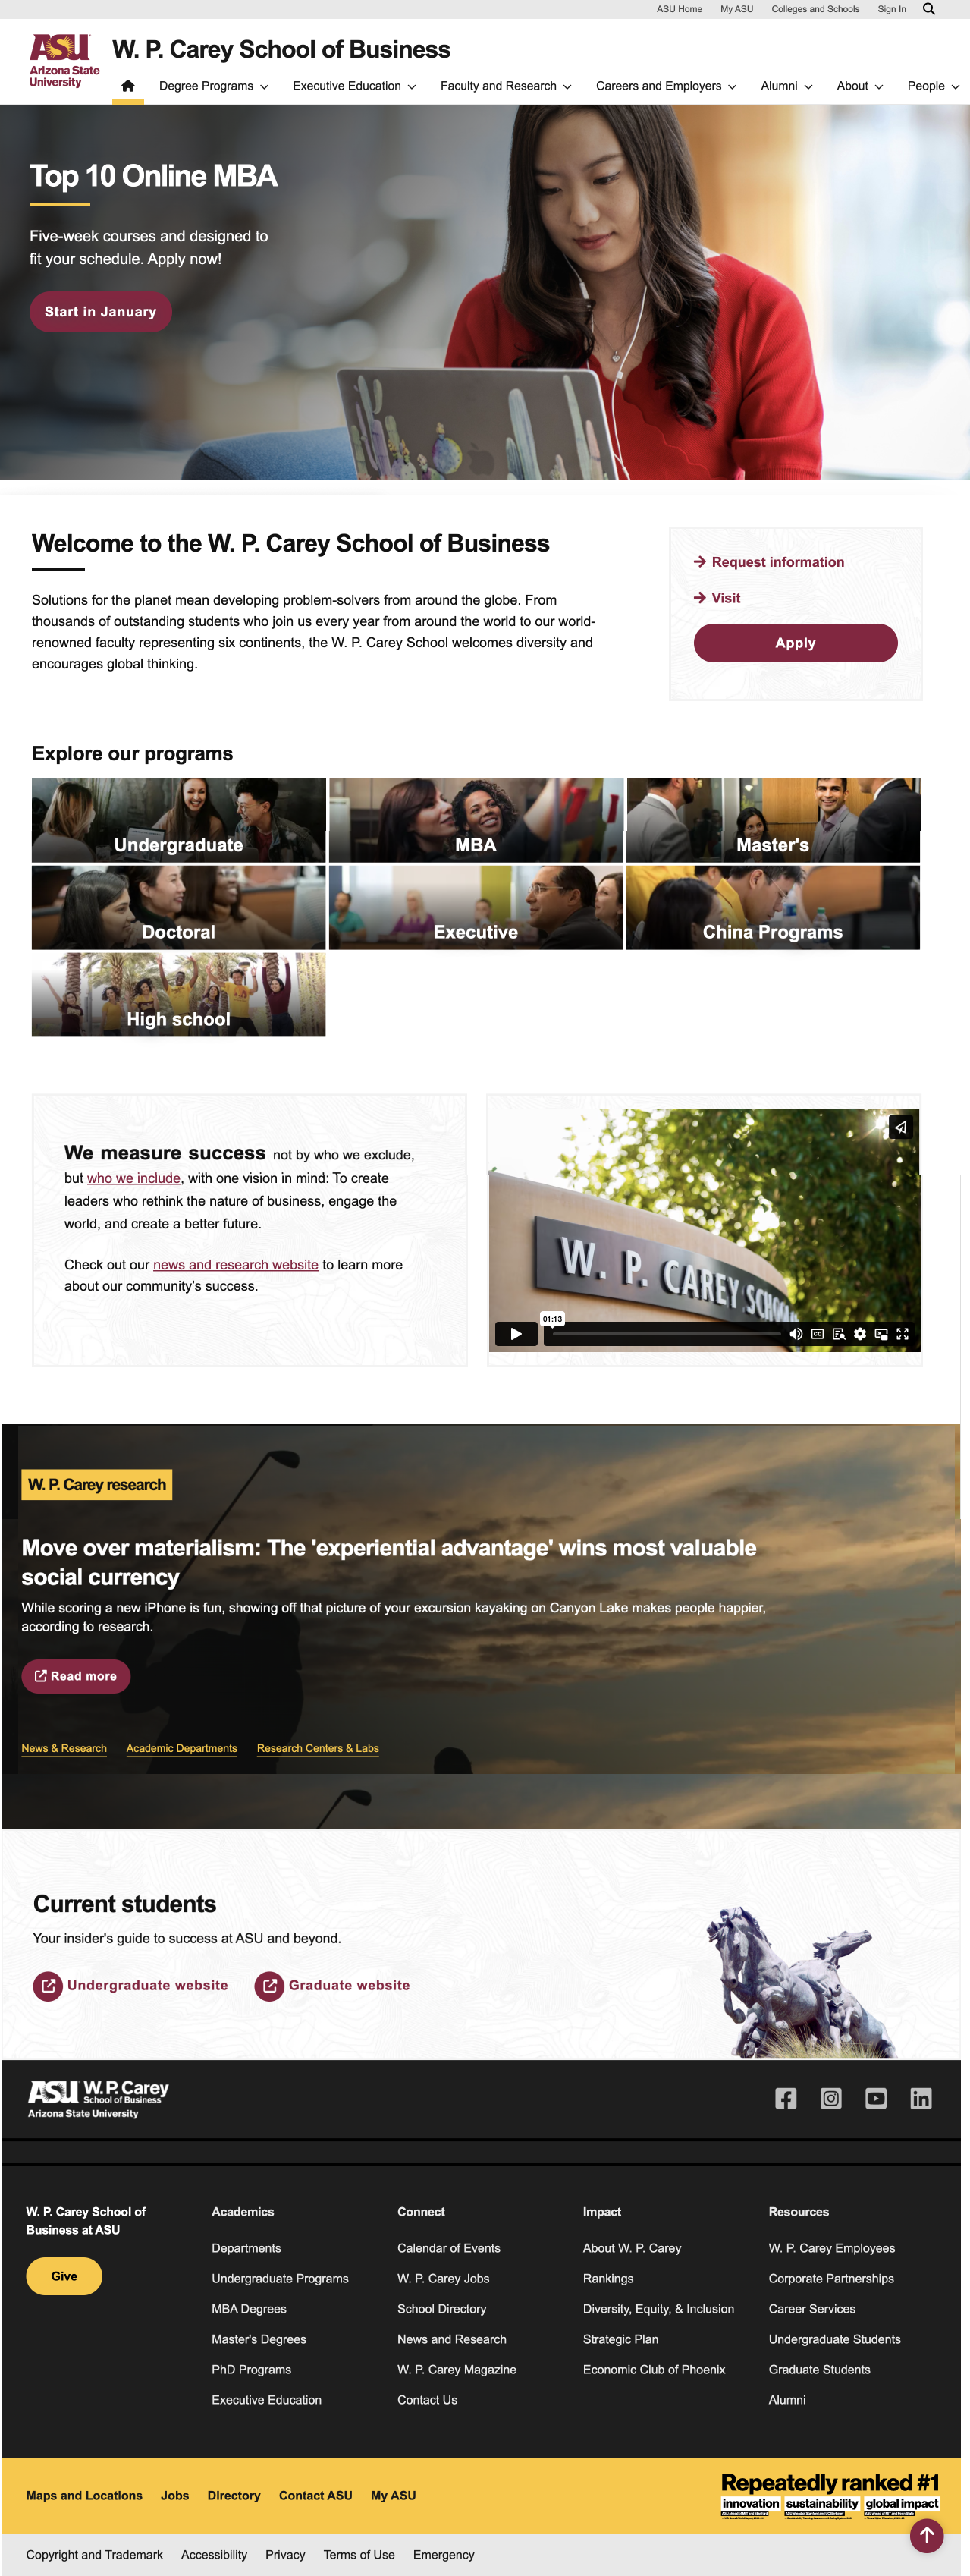 ASU Home My ASU Colleges and Schools Sign In
ASU
Arizona State
University
W. P. Carey School of Business
Degree Programs Executive Education Faculty and Research Careers and Employers Alumni About People
Top 10 Online MBA
Five-week courses and designed to
fit your schedule. Apply now!
Start in January
Welcome to the W. P. Carey School of Business
Solutions for the planet mean developing problem-solvers from around the globe. From
thousands of outstanding students who join us every year from around the world to our world-
renowned faculty representing six continents, the W. P. Carey School welcomes diversity and
encourages global thinking.
Request information
Visit
Apply
Explore our programs
Undergraduate
MBA
Master's
Doctoral
Executive
China Programs
High school
We measure success not by who we exclude,
but who we include, with one vision in mind: To create
leaders who rethink the nature of business, engage the
world, and create a better future.
Check out our news and research website to learn more
about our community's success.
W. P. CAREY SCHOOL
01:13
CC
W. P. Carey research
Move over materialism: The 'experiential advantage' wins most valuable
social currency
While scoring a new iPhone is fun, showing off that picture of your excursion kayaking on Canyon Lake makes people happier,
according to research.
Read more
News & Research Academic Departments Research Centers & Labs
Current students
Your insider's guide to success at ASU and beyond.
Undergraduate website Graduate website
ASU W. P. Carey
School of Business
Arizona State University
W. P. Carey School of
Business at ASU
Give
Academics
Departments
Undergraduate Programs
MBA Degrees
Master's Degrees
PhD Programs
Executive Education
Connect
Calendar of Events
W. P. Carey Jobs
School Directory
News and Research
W. P. Carey Magazine
Contact Us
Impact
About W. P. Carey
Rankings
Diversity, Equity, & Inclusion
Strategic Plan
Economic Club of Phoenix
Resources
W. P. Carey Employees
Corporate Partnerships
Career Services
Undergraduate Students
Graduate Students
Alumni
Maps and Locations Jobs Directory Contact ASU My ASU
Repeatedly ranked #1
innovation sustainability global impact
Copyright and Trademark Accessibility Privacy Terms of Use Emergency